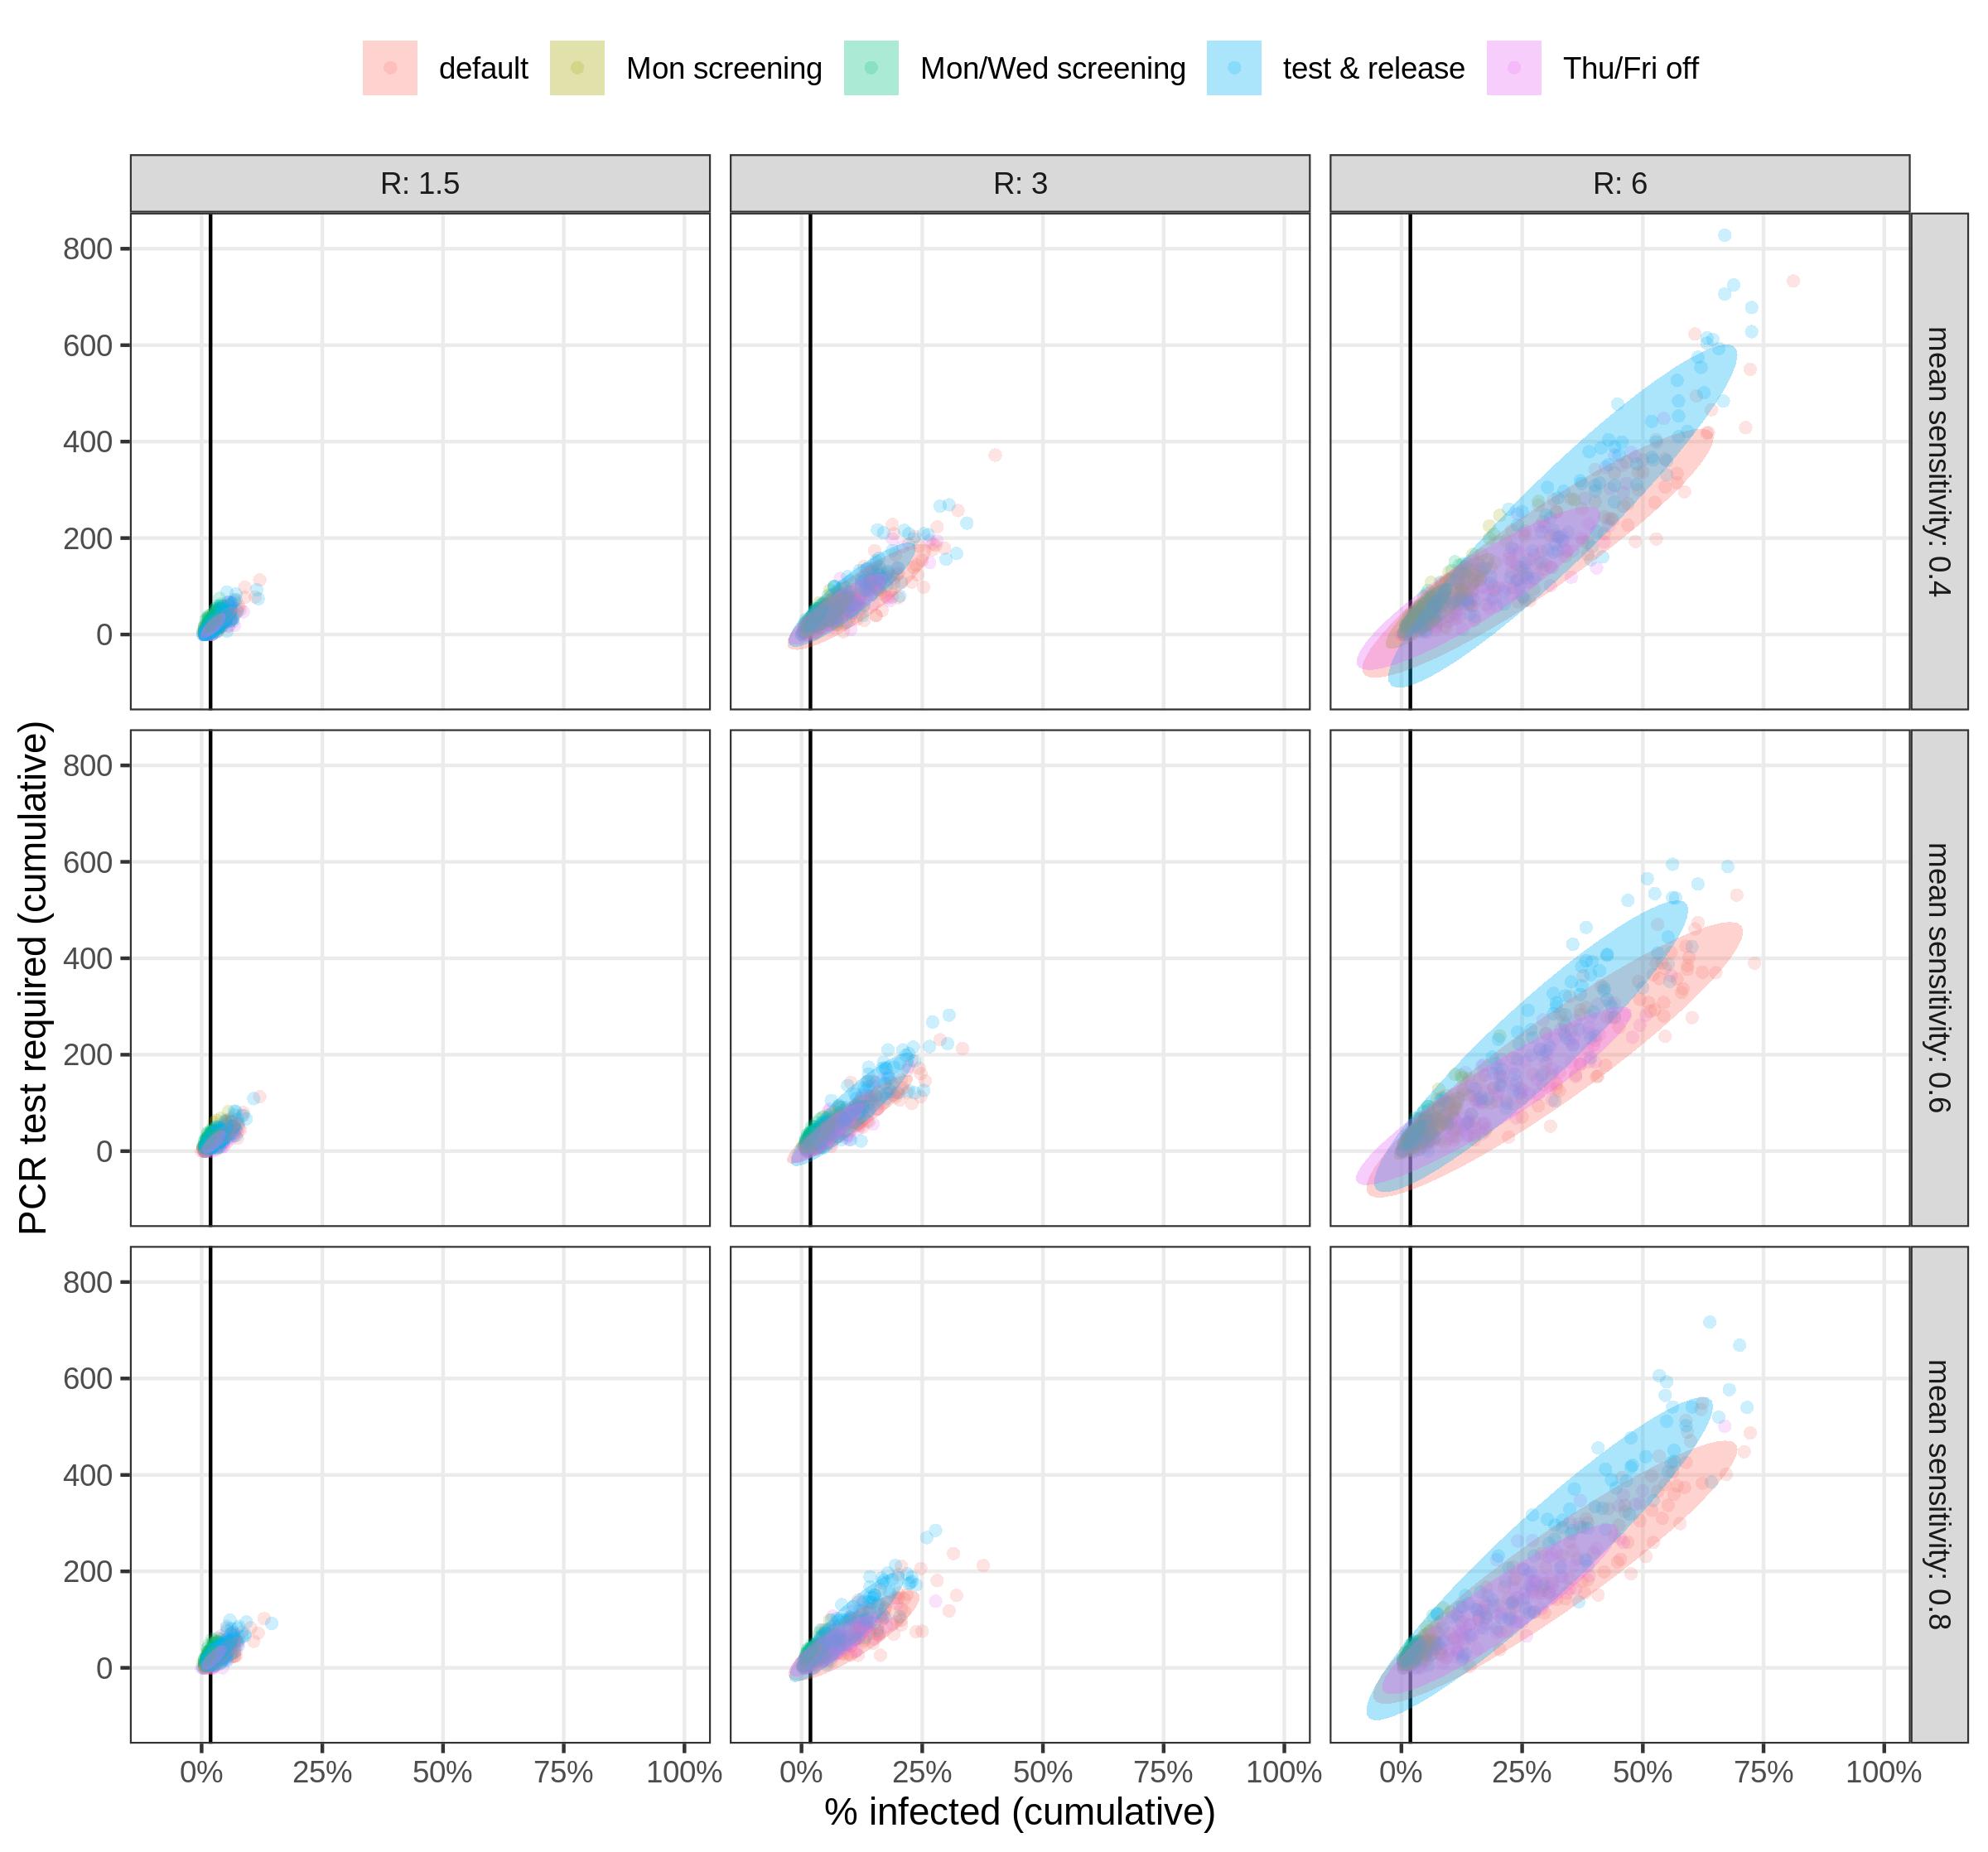 default Mon screening Mon/Wed screening test & release Thu/Fri off
R: 1.5 R: 3 R: 6
800
600
400
200
0
mean sensitivity: 0.4
800
600
400
200
0
mean sensitivity: 0.6
800
600
400
200
0
mean sensitivity: 0.8
PCR test required (cumulative)
0% 25% 50% 75% 100% 0% 25% 50% 75% 100% 0% 25% 50% 75% 100%
% infected (cumulative)